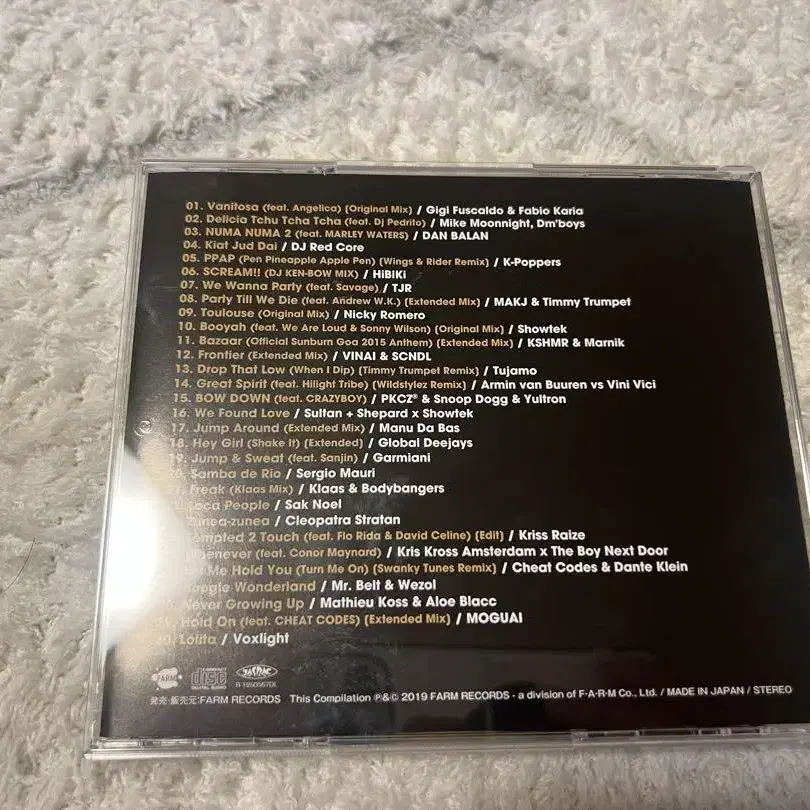 01. Vanitosa (feat. Angelica) [Original Mix] / Gigi Fuscaldo & Fabio Karia
02. Delicia Tchu Tcha Tcha (feat. Dj Pedrito) / Mike Moonnight, Dm'boys
03. NUMA NUMA 2 (feat. MARLEY WATERS) / DAN BALAN
04. Kiat Jud Dai / DJ Red Core
05. PPAP (Pen Pineapple Apple Pen) [Wings & Rider Remix] / K-Poppers
06. SCREAM!! (DJ KEN-BOW MIX) / HiBiKi
07. We Wanna Party (feat. Savage) / TJR
08. Party Till We Die (feat. Andrew W.K.) [Extended Mix] / MAKJ & Timmy Trumpet
09. Toulouse (Original Mix) / Nicky Romero
10. Booyah (feat. We Are Loud & Sonny Wilson) [Original Mix] / Showtek
11. Bazaar (Official Sunburn Goa 2015 Anthem) [Extended Mix] / KSHMR & Marnik
12. Frontier (Extended Mix) / VINAI & SCNDL
13. Drop That Low (When I Dip) [Timmy Trumpet Remix] / Tujamo
14. Great Spirit (feat. Hilight Tribe) [Wildstylez Remix] / Armin van Buuren vs Vini Vici
15. BOW DOWN (feat. CRAZYBOY) / PKCZ® & Snoop Dogg & Yultron
16. We Found Love / Sultan + Shepard x Showtek
17. Jump Around (Extended Mix) / Manu Da Bas
18. Hey Girl (Shake It) [Extended] / Global Deejays
19. Jump & Sweat (feat. Sanjin) / Garmiani
20. Samba de Rio / Sergio Mauri
Freak (Klaas Mix) / Klaas & Bodybangers
Loca People / Sak Noel
Zunea-zunea / Cleopatra Stratan
Tempted 2 Touch (feat. Flo Rida & David Celine) [Edit] / Kriss Raize
Whenever (feat. Conor Maynard) / Kris Kross Amsterdam x The Boy Next Door
Me Hold You (Turn Me On) [Swanky Tunes Remix] / Cheat Codes & Dante Klein
Boogie Wonderland / Mr. Belt & Wezol
Never Growing Up / Mathieu Koss & Aloe Blacc
29. Hold On (feat. CHEAT CODES) [Extended Mix] / MOGUAI
30. Lolita / Voxlight
FARM COMPACT disc DIGITAL AUDIO JASRAC
発売・販売元:FARM RECORDS This Compilation ℗&© 2019 FARM RECORDS - a division of F·A·R·M Co., Ltd. / MADE IN JAPAN / STEREO